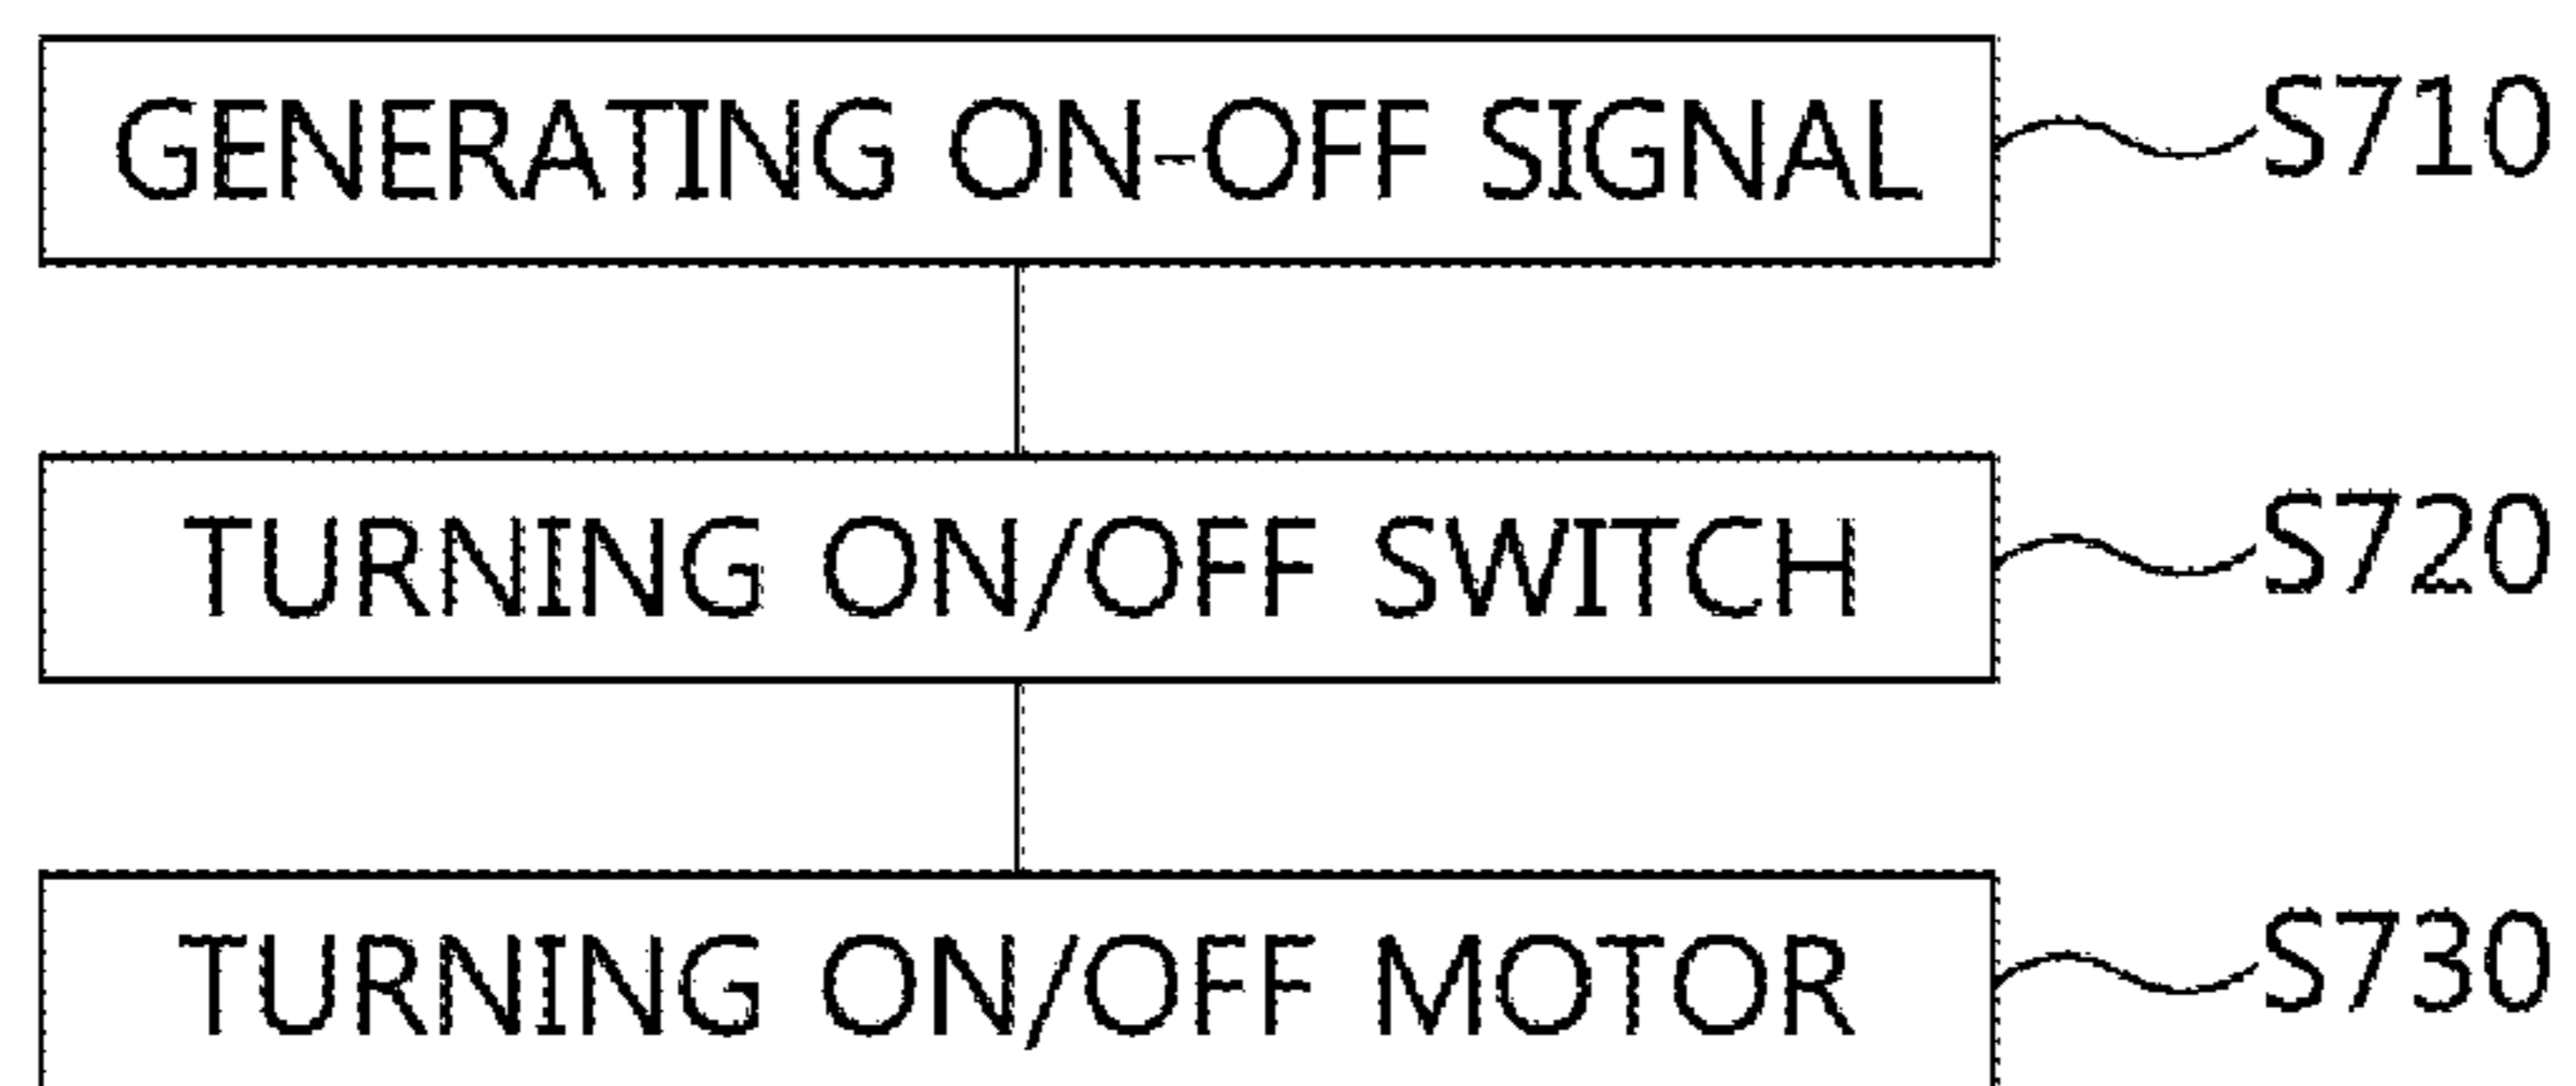 GENERATING ON-OFF SIGNAL S710
TURNING ON/OFF SWITCH S720
TURNING ON/OFF MOTOR S730